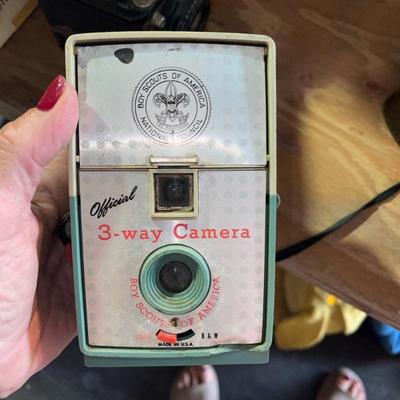 BOY SCOUTS OF AMERICA
NATIONAL COUNCIL
Official
3-way Camera
BOY SCOUTS OF AMERICA
B & W
MADE IN U.S.A.